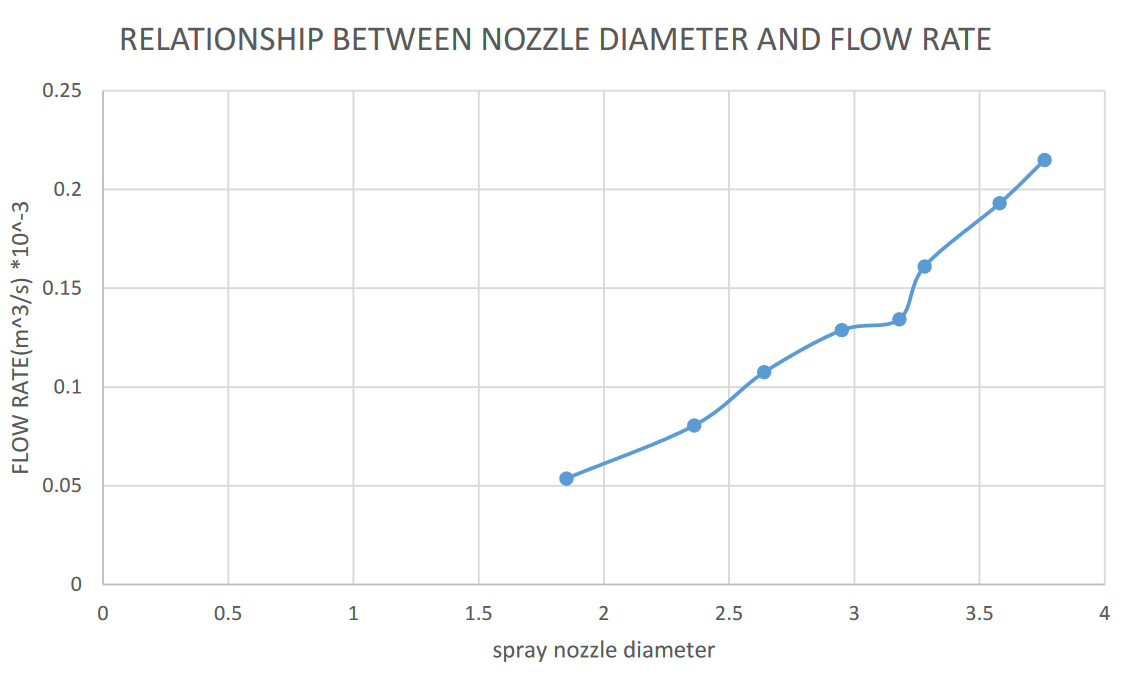 RELATIONSHIP BETWEEN NOZZLE DIAMETER AND FLOW RATE
FLOW RATE(m^3/s) *10^-3
0.25
0.2
0.15
0.1
0.05
0
0 0.5 1 1.5 2 2.5 3 3.5 4
spray nozzle diameter